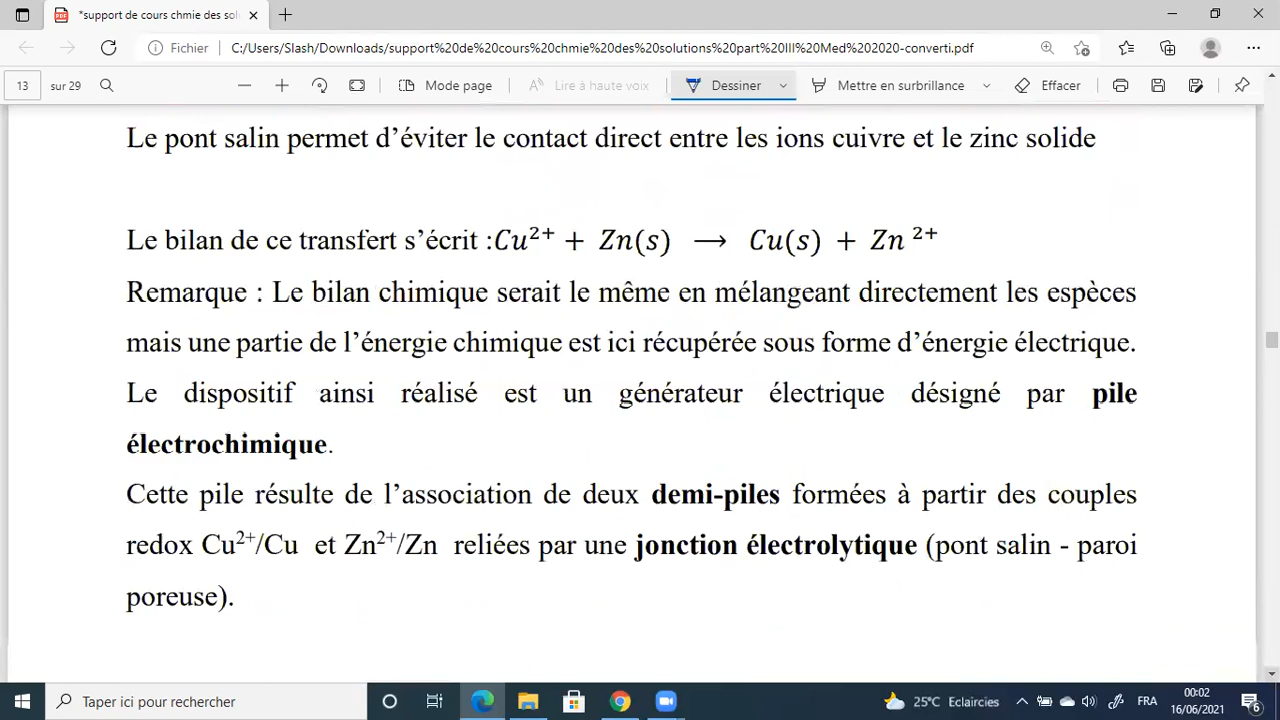 *support de cours chmie des sol
Fichier C:/Users/Slash/Downloads/support%20de%20cours%20chmie%20des%20solutions%20part%20III%20Med%202020-converti.pdf
13 sur 29 Mode page Lire à haute voix Dessiner Mettre en surbrillance Effacer
Le pont salin permet d’éviter le contact direct entre les ions cuivre et le zinc solide
Le bilan de ce transfert s’écrit :Cu²⁺ + Zn(s) ⟶ Cu(s) + Zn ²⁺
Remarque : Le bilan chimique serait le même en mélangeant directement les espèces
mais une partie de l’énergie chimique est ici récupérée sous forme d’énergie électrique.
Le dispositif ainsi réalisé est un générateur électrique désigné par pile
électrochimique.
Cette pile résulte de l’association de deux demi-piles formées à partir des couples
redox Cu²⁺/Cu et Zn²⁺/Zn reliées par une jonction électrolytique (pont salin - paroi
poreuse).
Taper ici pour rechercher 25°C Eclaircies FRA 00:02
16/06/2021 6